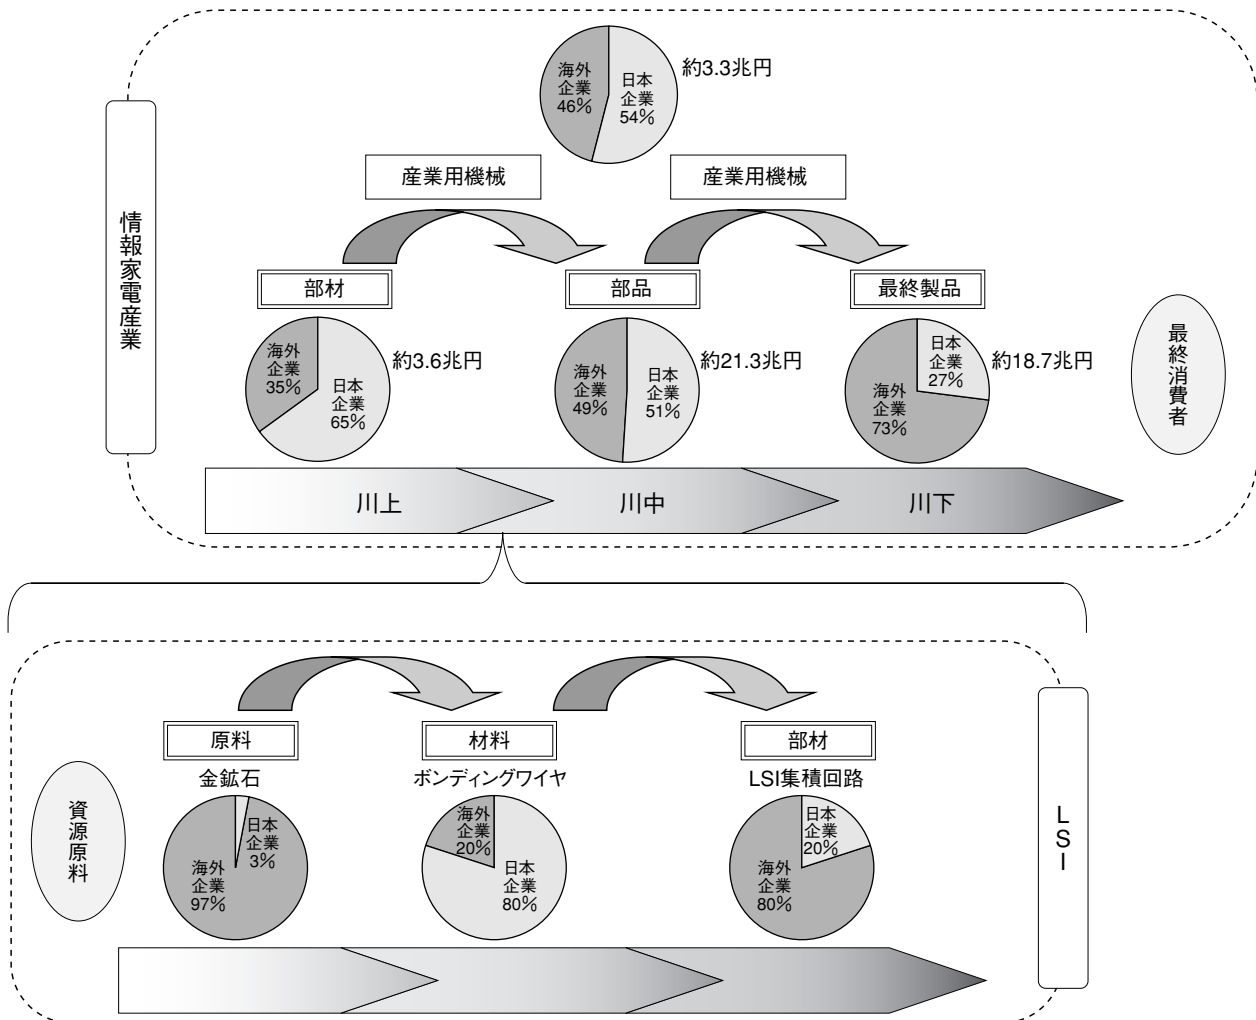 海外
企業
46%
日本
企業
54%
約3.3兆円
産業用機械
産業用機械
情報家電産業
部材
部品
最終製品
海外
企業
35%
日本
企業
65%
約3.6兆円
海外
企業
49%
日本
企業
51%
約21.3兆円
日本
企業
27%
海外
企業
73%
約18.7兆円
最終消費者
川上
川中
川下
原料
材料
部材
金鉱石
ボンディングワイヤ
LSI集積回路
資源原料
日本
企業
3%
海外
企業
97%
海外
企業
20%
日本
企業
80%
日本
企業
20%
海外
企業
80%
LSI